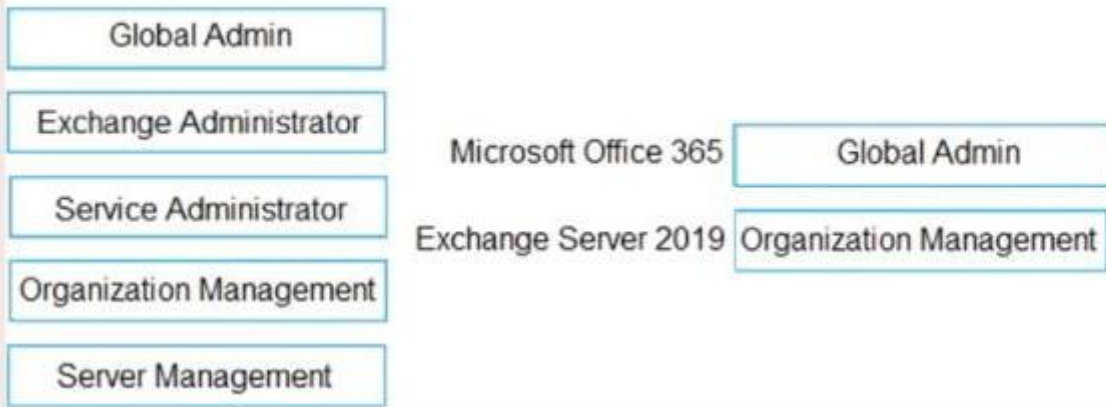 Global Admin
Exchange Administrator
Service Administrator
Organization Management
Server Management
Microsoft Office 365 Global Admin
Exchange Server 2019 Organization Management